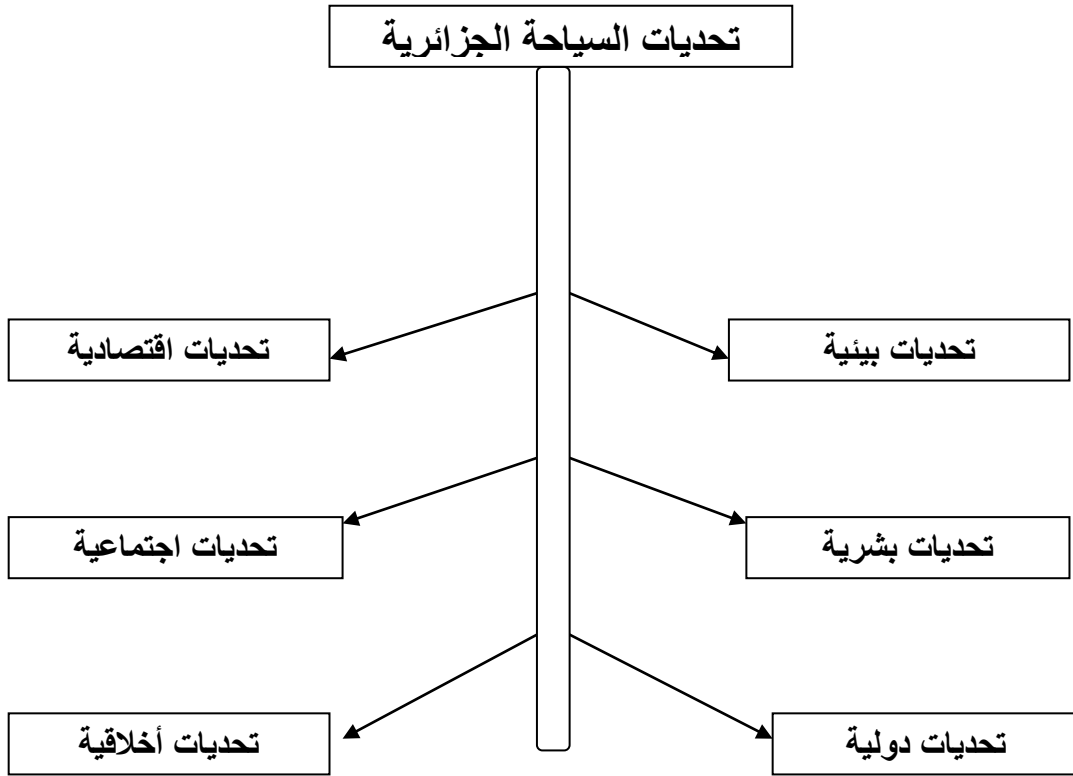 تحديات السياحة الجزائرية
تحديات بيئية
تحديات اقتصادية
تحديات بشرية
تحديات اجتماعية
تحديات دولية
تحديات أخلاقية